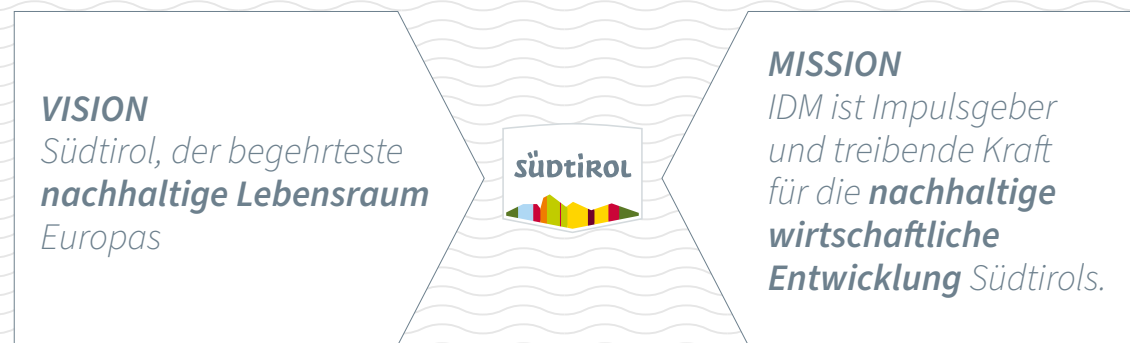 VISION
Südtirol, der begehrteste
nachhaltige Lebensraum
Europas
SÜDTIROL
MISSION
IDM ist Impulsgeber
und treibende Kraft
für die nachhaltige
wirtschaftliche
Entwicklung Südtirols.